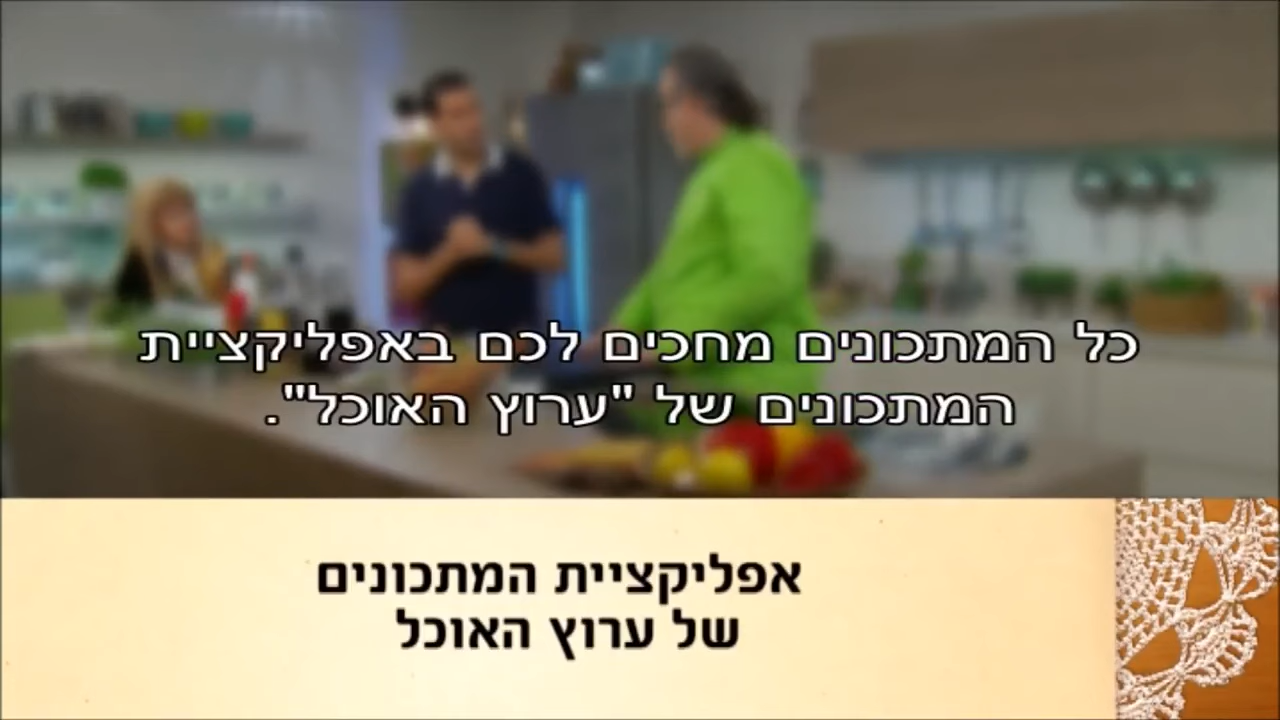 כל המתכונים מחכים לכם באפליקציית
המתכונים של "ערוץ האוכל".
אפליקציית המתכונים
של ערוץ האוכל